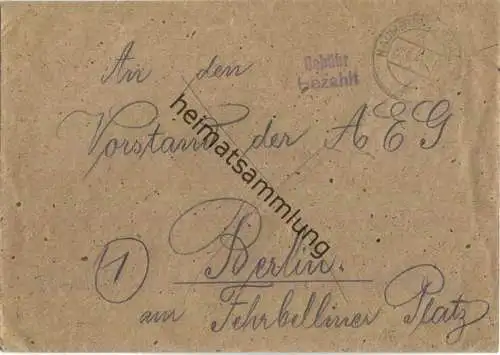 An den
Gebühr
bezahlt
Vorstand der AEG
heimatsammlung
1
Berlin.
am Fehrbelliner Platz